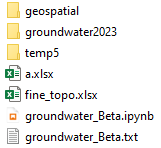 geospatial
groundwater2023
temp5
a.xlsx
fine_topo.xlsx
groundwater_Beta.ipynb
groundwater_Beta.txt